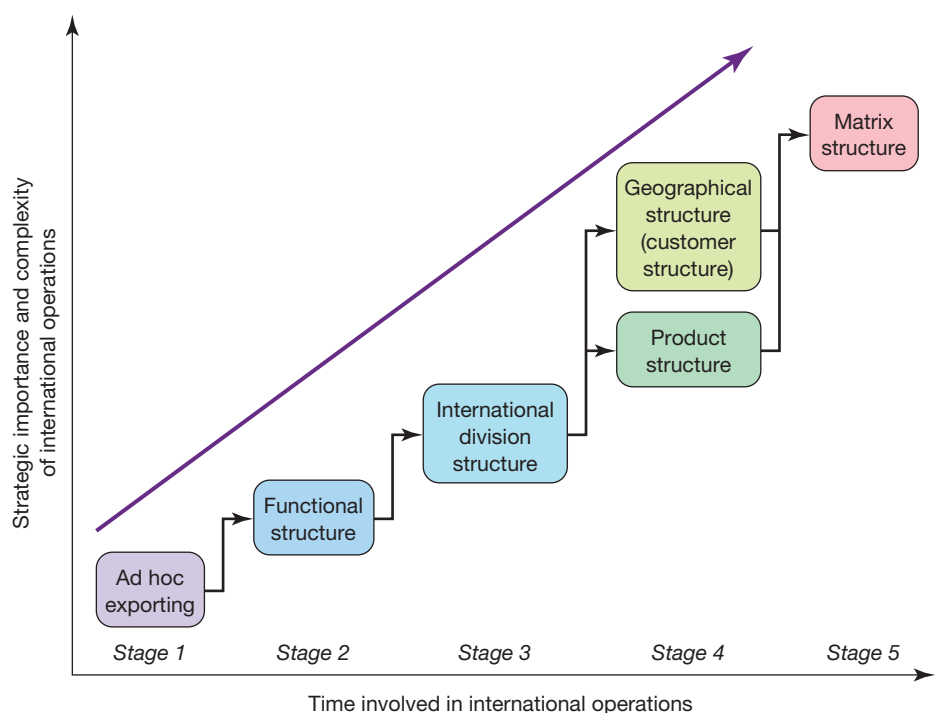 Strategic importance and complexity
of international operations
Matrix
structure
Geographical
structure
(customer
structure)
Product
structure
International
division
structure
Functional
structure
Ad hoc
exporting
Stage 1
Stage 2
Stage 3
Stage 4
Stage 5
Time involved in international operations